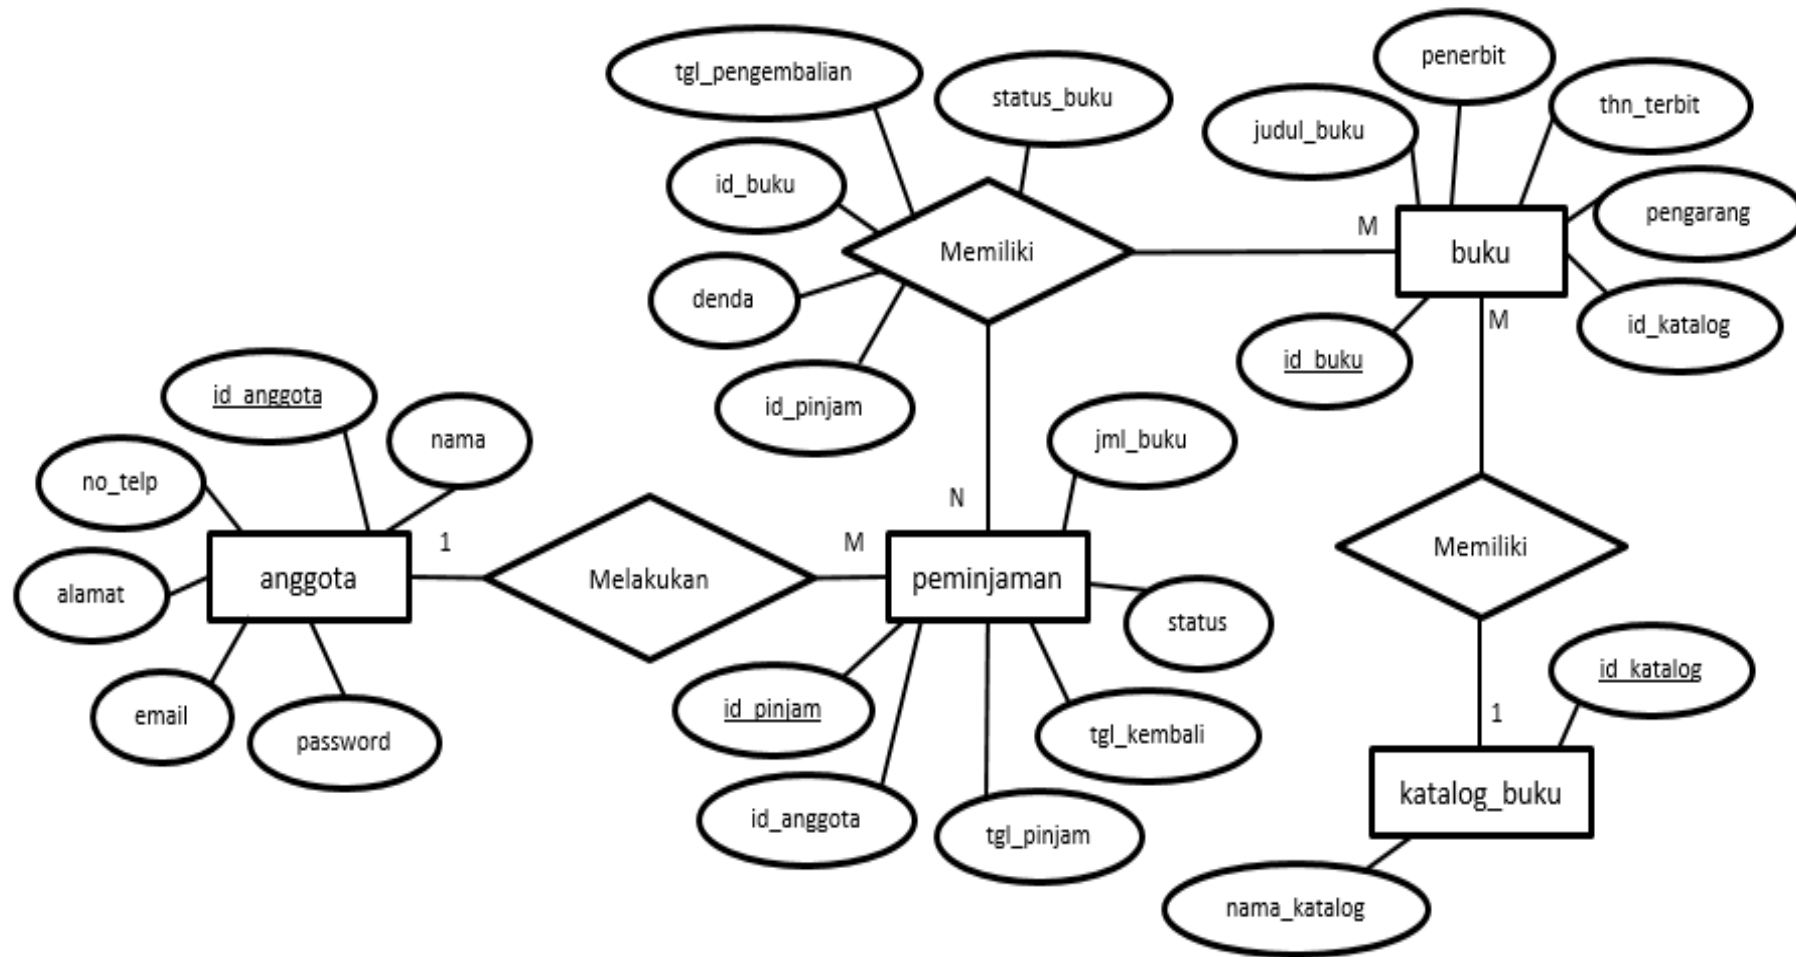 penerbit
tgl_pengembalian
status_buku
thn_terbit
judul_buku
id_buku
pengarang
M
Memiliki
buku
denda
M
id_katalog
id_buku
id_anggota
id_pinjam
nama
jml_buku
no_telp
N
1
M
Memiliki
anggota
Melakukan
peminjaman
alamat
status
id_katalog
email
id_pinjam
1
password
tgl_kembali
katalog_buku
id_anggota
tgl_pinjam
nama_katalog